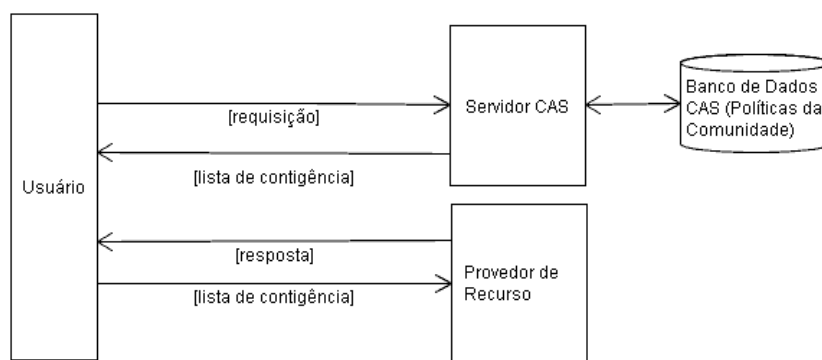 [requisição]
Servidor CAS
Banco de Dados
CAS (Políticas da
Comunidade)
[lista de contigência]
Usuário
[resposta]
Provedor de
Recurso
[lista de contigência]